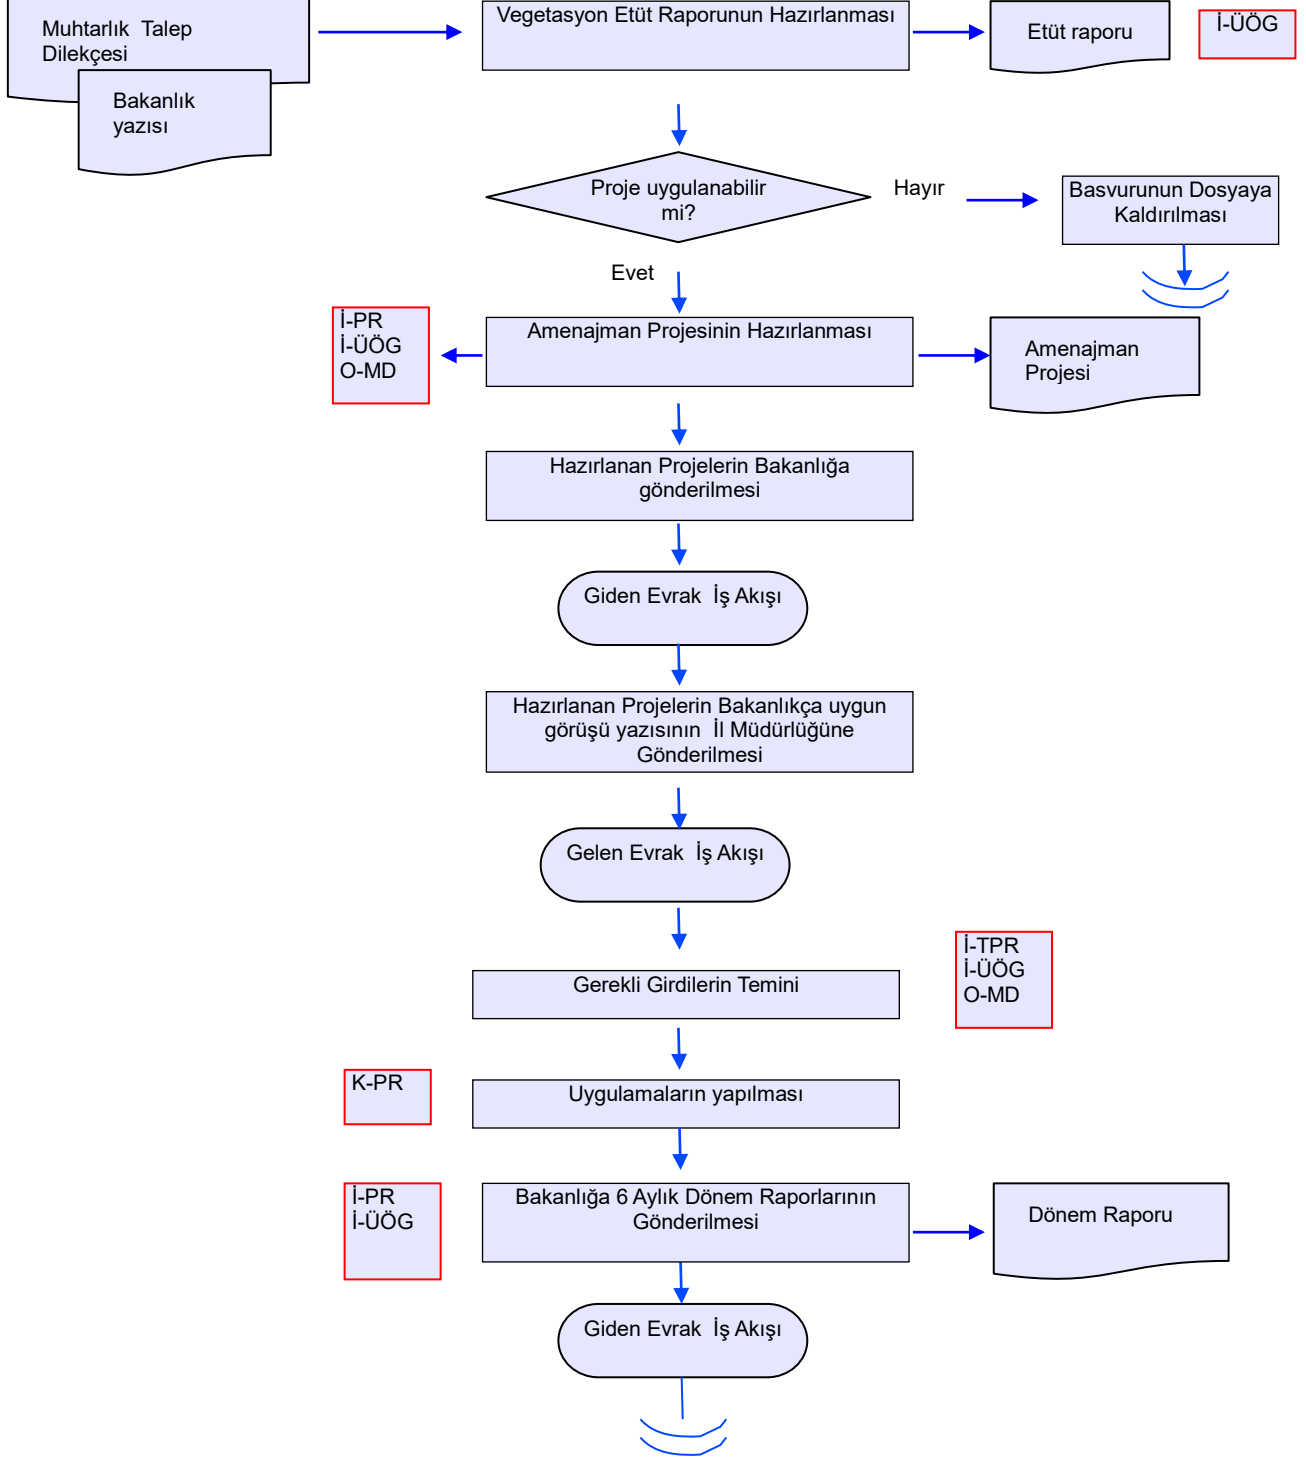 Muhtarlık Talep
Dilekçesi
Bakanlık
yazısı
Vegetasyon Etüt Raporunun Hazırlanması
Etüt raporu
İ-ÜÖG
Proje uygulanabilir
mi?
Hayır
Basvurunun Dosyaya
Kaldırılması
Evet
İ-PR
İ-ÜÖG
O-MD
Amenajman Projesinin Hazırlanması
Amenajman
Projesi
Hazırlanan Projelerin Bakanlığa
gönderilmesi
Giden Evrak İş Akışı
Hazırlanan Projelerin Bakanlıkça uygun
görüşü yazısının İl Müdürlüğüne
Gönderilmesi
Gelen Evrak İş Akışı
İ-TPR
İ-ÜÖG
O-MD
Gerekli Girdilerin Temini
K-PR
Uygulamaların yapılması
İ-PR
İ-ÜÖG
Bakanlığa 6 Aylık Dönem Raporlarının
Gönderilmesi
Dönem Raporu
Giden Evrak İş Akışı